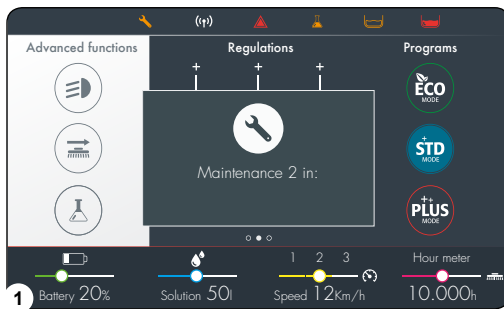 Advanced functions
Regulations
Programs
+ + +
ECO
MODE
+
STD
MODE
++
PLUS
MODE
Maintenance 2 in:
1 2 3
Hour meter
1
Battery 20%
Solution 50l
Speed 12Km/h
10.000h